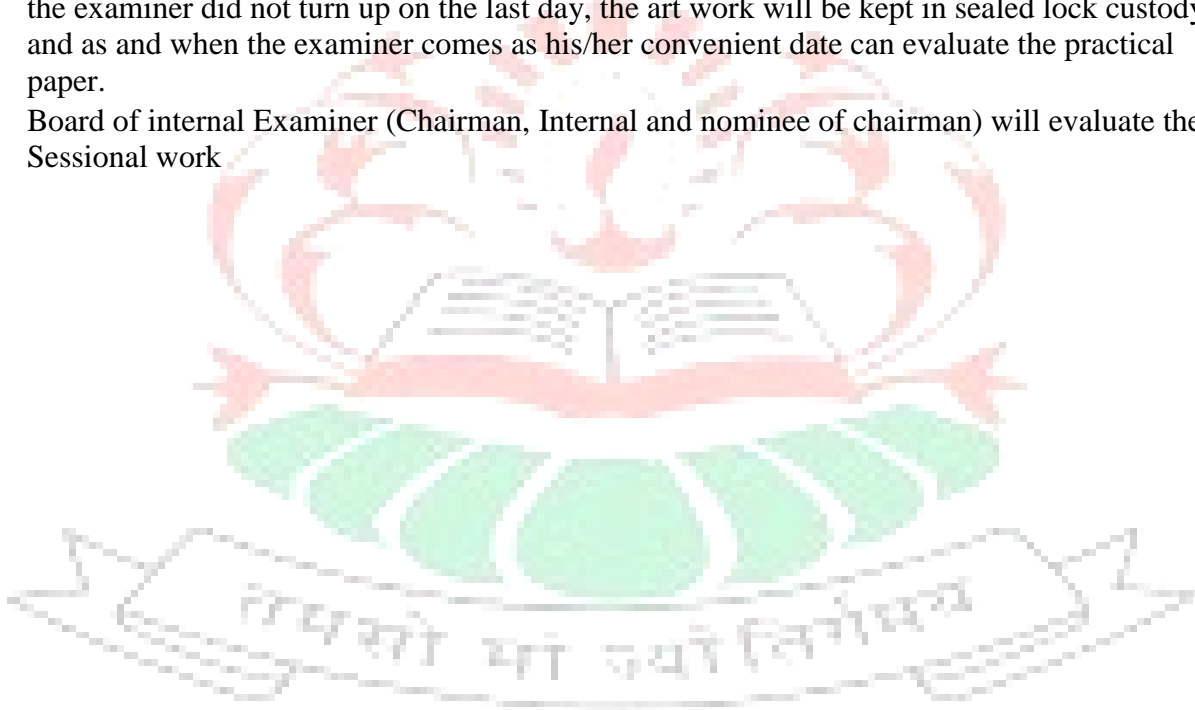 the examiner did not turn up on the last day, the art work will be kept in sealed lock custody
and as and when the examiner comes as his/her convenient date can evaluate the practical
paper.
Board of internal Examiner (Chairman, Internal and nominee of chairman) will evaluate the
Sessional work